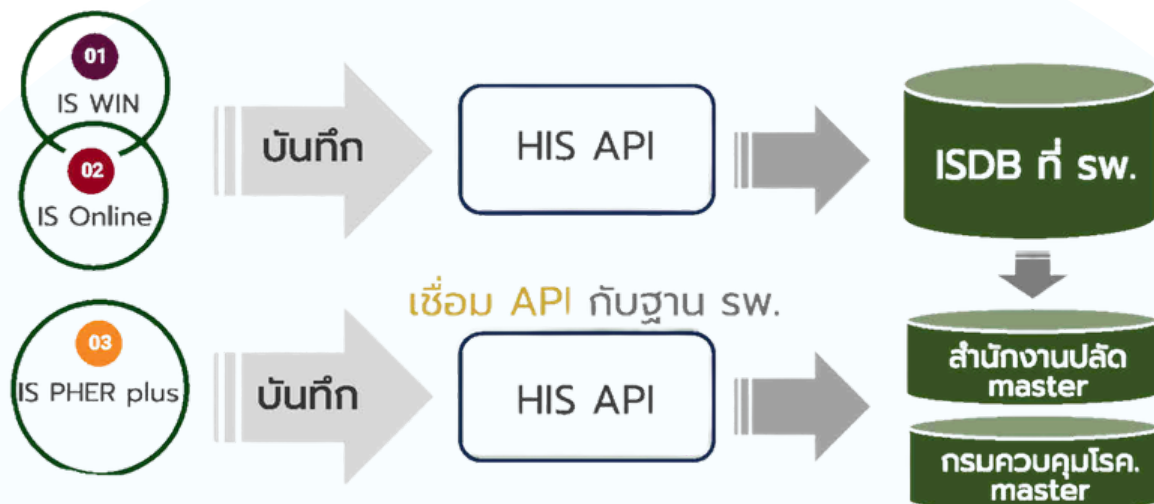 01
IS WIN
02
IS Online
บันทึก
HIS API
ISDB ที่ รพ.
เชื่อม API กับฐาน รพ.
03
IS PHER plus
บันทึก
HIS API
สำนักงานปลัด
master
กรมควบคุมโรค.
master